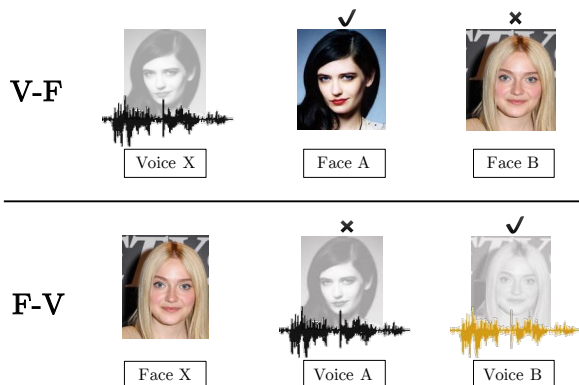 V-F
Voice X
Face A
Face B
F-V
Face X
Voice A
Voice B